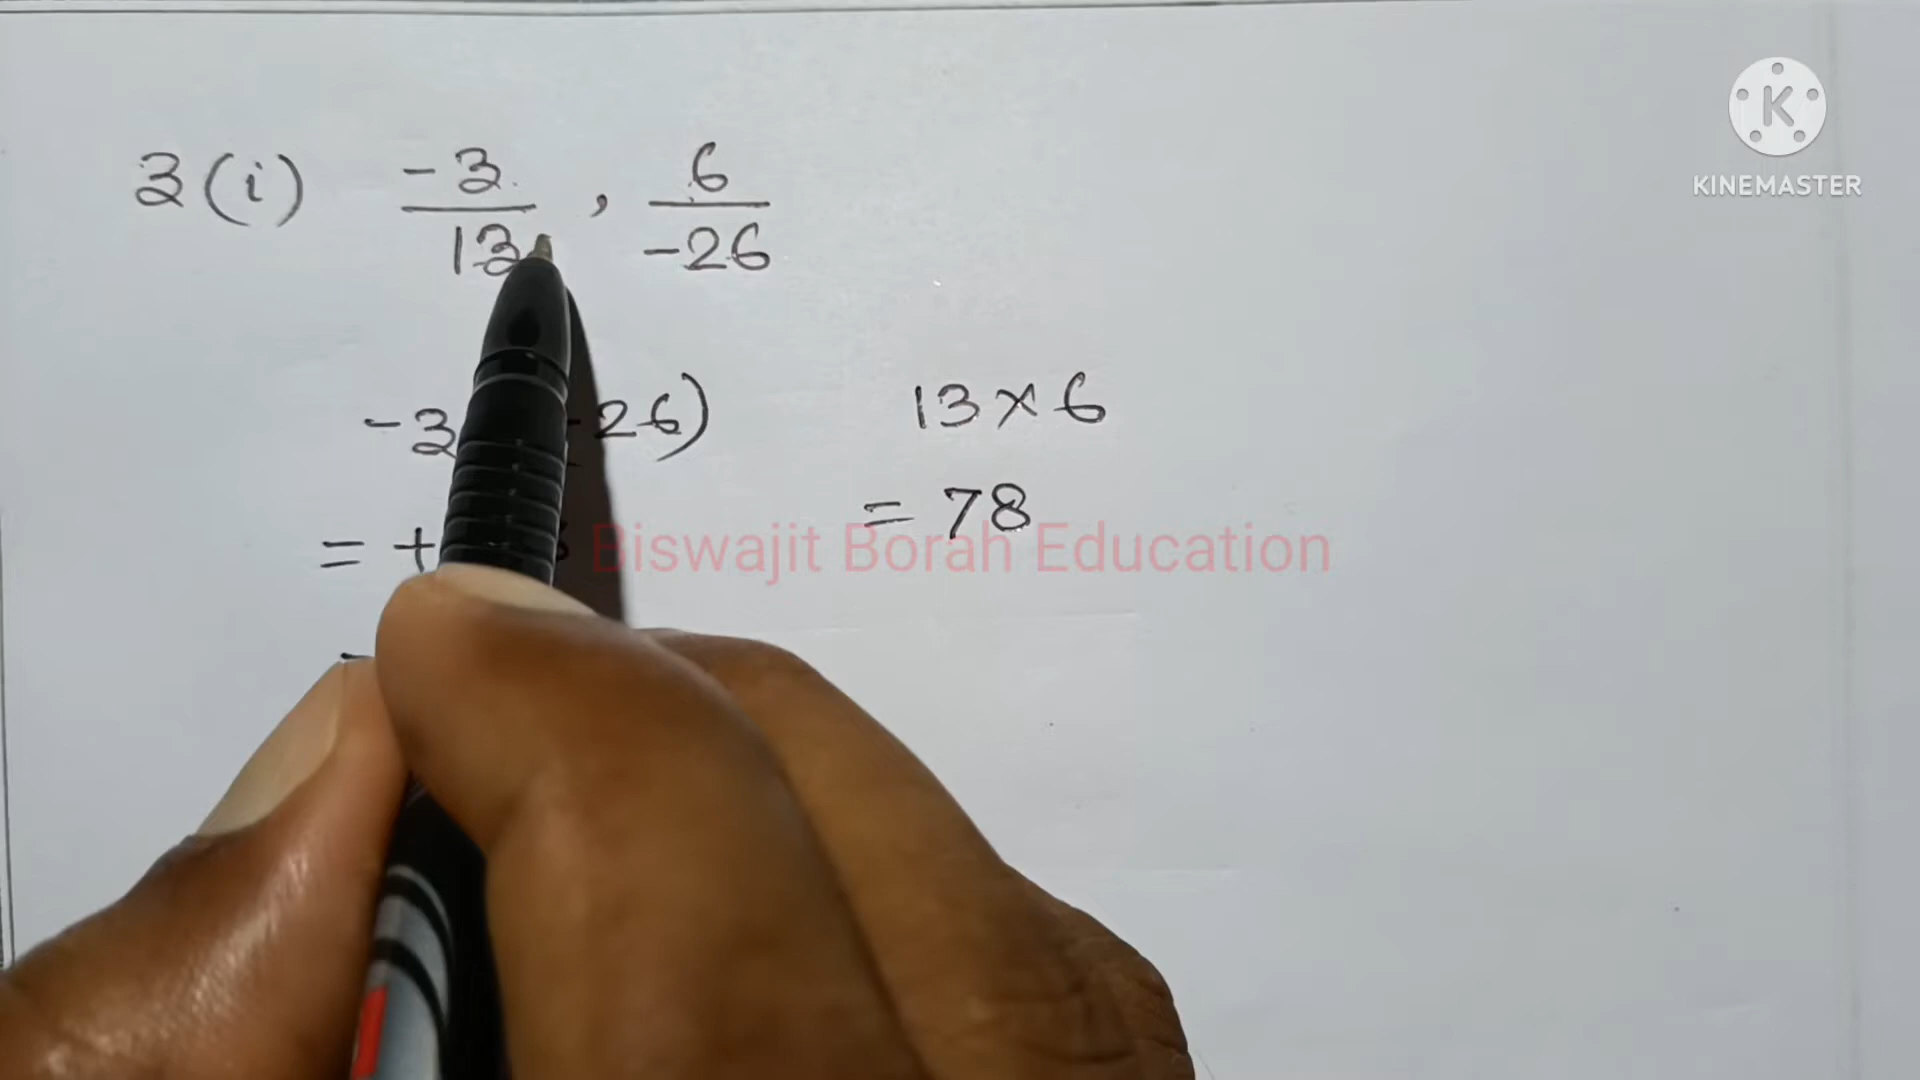 3(i) -3/13 , 6/-26
-3 -26) 13×6
= + = 78
Biswajit Borah Education
K
KINEMASTER